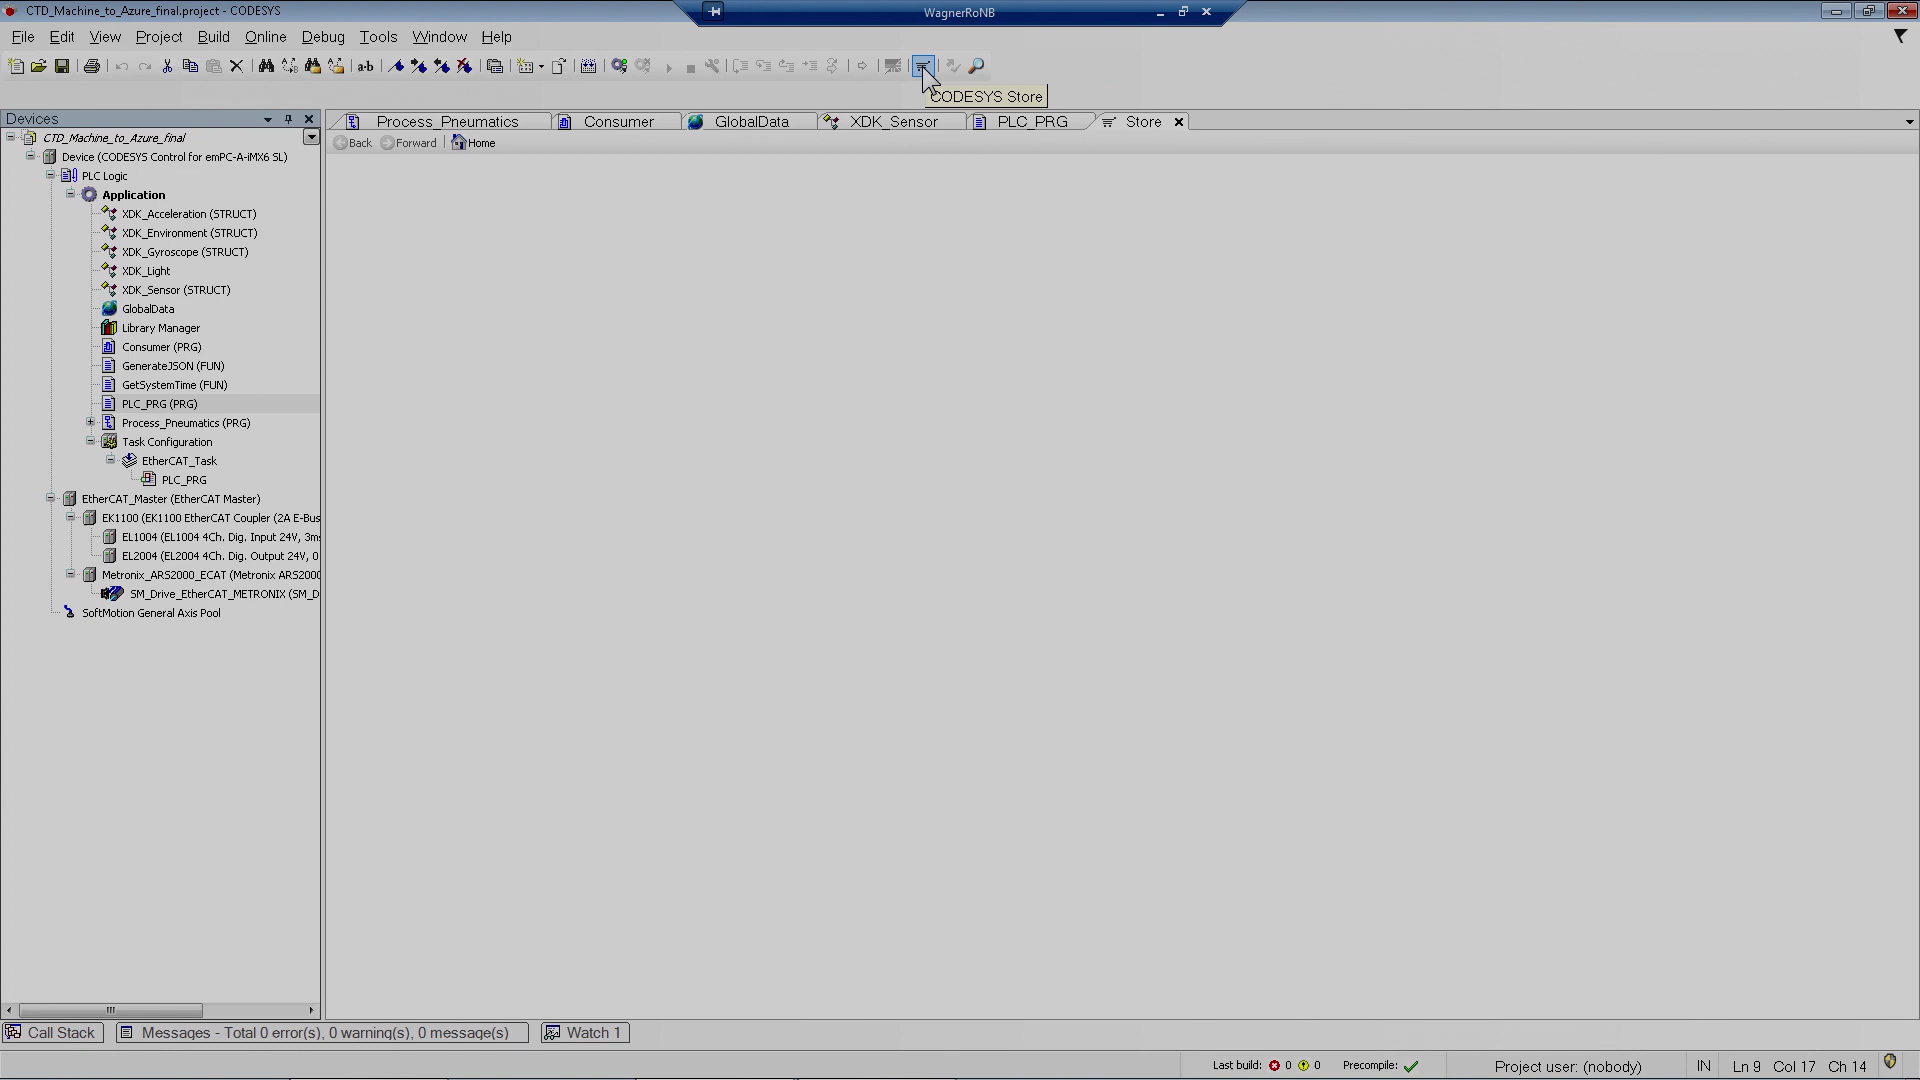 CTD_Machine_to_Azure_final.project - CODESYS
WagnerRoNB
File Edit View Project Build Online Debug Tools Window Help
CODESYS Store
Devices
Process_Pneumatics Consumer GlobalData XDK_Sensor PLC_PRG Store
Back Forward Home
CTD_Machine_to_Azure_final
Device (CODESYS Control for emPC-A-iMX6 SL)
PLC Logic
Application
XDK_Acceleration (STRUCT)
XDK_Environment (STRUCT)
XDK_Gyroscope (STRUCT)
XDK_Light
XDK_Sensor (STRUCT)
GlobalData
Library Manager
Consumer (PRG)
GenerateJSON (FUN)
GetSystemTime (FUN)
PLC_PRG (PRG)
Process_Pneumatics (PRG)
Task Configuration
EtherCAT_Task
PLC_PRG
EtherCAT_Master (EtherCAT Master)
EK1100 (EK1100 EtherCAT Coupler (2A E-Bus
EL1004 (EL1004 4Ch. Dig. Input 24V, 3ms
EL2004 (EL2004 4Ch. Dig. Output 24V, 0
Metronix_ARS2000_ECAT (Metronix ARS2000
SM_Drive_EtherCAT_METRONIX (SM_D
SoftMotion General Axis Pool
Call Stack Messages - Total 0 error(s), 0 warning(s), 0 message(s) Watch 1
Last build: 0 0 Precompile: Project user: (nobody) IN Ln 9 Col 17 Ch 14